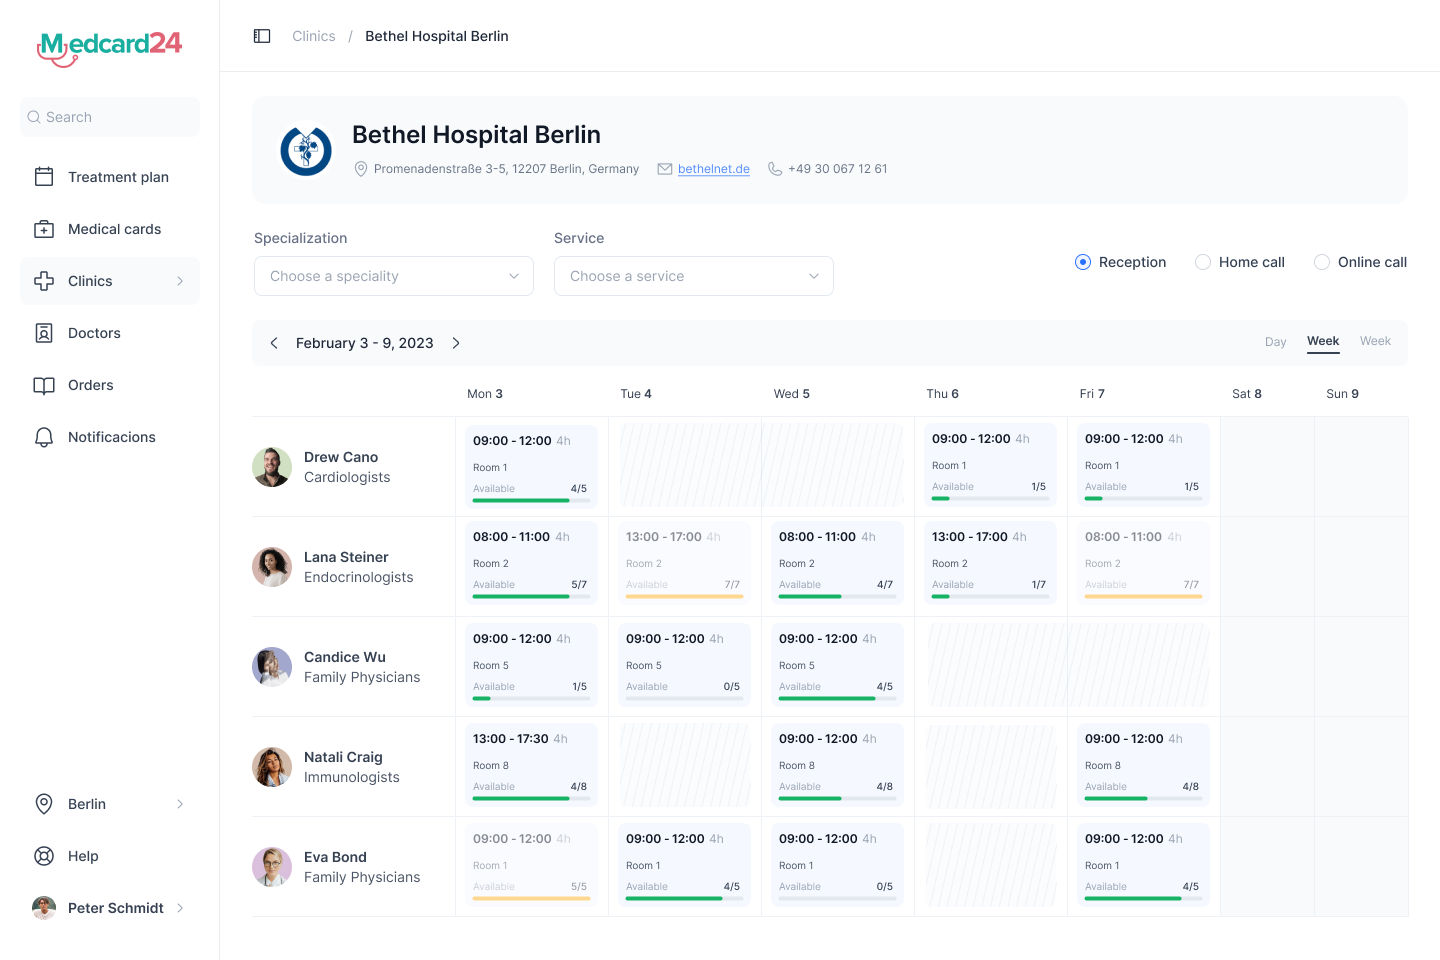 Medcard24
Search
Treatment plan
Medical cards
Clinics
Doctors
Orders
Notificacions
Berlin
Help
Peter Schmidt
Clinics / Bethel Hospital Berlin
Bethel Hospital Berlin
Promenadenstraße 3-5, 12207 Berlin, Germany bethelnet.de +49 30 067 12 61
Specialization Service
Choose a speciality Choose a service Reception Home call Online call
February 3 - 9, 2023 Day Week Week
Mon 3 Tue 4 Wed 5 Thu 6 Fri 7 Sat 8 Sun 9
Drew Cano
Cardiologists
09:00 - 12:00 4h
Room 1
Available 4/5
09:00 - 12:00 4h
Room 1
Available 1/5
09:00 - 12:00 4h
Room 1
Available 1/5
Lana Steiner
Endocrinologists
08:00 - 11:00 4h
Room 2
Available 5/7
13:00 - 17:00 4h
Room 2
Available 7/7
08:00 - 11:00 4h
Room 2
Available 4/7
13:00 - 17:00 4h
Room 2
Available 1/7
08:00 - 11:00 4h
Room 2
Available 7/7
Candice Wu
Family Physicians
09:00 - 12:00 4h
Room 5
Available 1/5
09:00 - 12:00 4h
Room 5
Available 0/5
09:00 - 12:00 4h
Room 5
Available 4/5
Natali Craig
Immunologists
13:00 - 17:30 4h
Room 8
Available 4/8
09:00 - 12:00 4h
Room 8
Available 4/8
09:00 - 12:00 4h
Room 8
Available 4/8
Eva Bond
Family Physicians
09:00 - 12:00 4h
Room 1
Available 5/5
09:00 - 12:00 4h
Room 1
Available 4/5
09:00 - 12:00 4h
Room 1
Available 0/5
09:00 - 12:00 4h
Room 1
Available 4/5